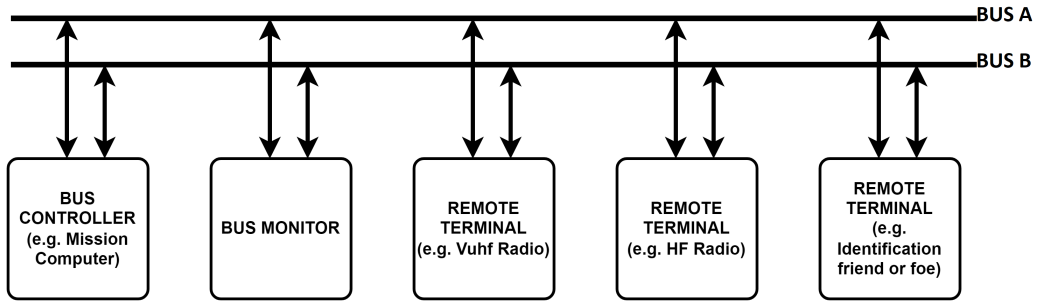 BUS A
BUS B
BUS
CONTROLLER
(e.g. Mission
Computer)
BUS MONITOR
REMOTE
TERMINAL
(e.g. Vuhf Radio)
REMOTE
TERMINAL
(e.g. HF Radio)
REMOTE
TERMINAL
(e.g.
Identification
friend or foe)